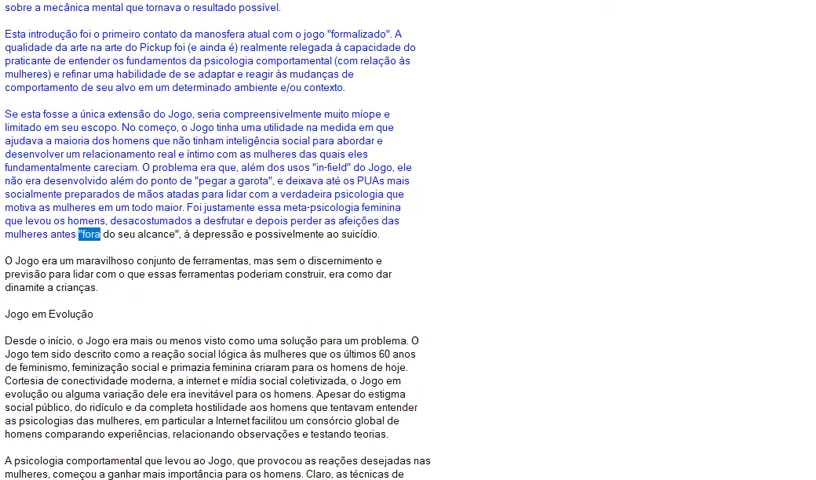 sobre a mecânica mental que tornava o resultado possível.
Esta introdução foi o primeiro contato da manosfera atual com o jogo "formalizado". A
qualidade da arte na arte do Pickup foi (e ainda é) realmente relegada à capacidade do
praticante de entender os fundamentos da psicologia comportamental (com relação às
mulheres) e refinar uma habilidade de se adaptar e reagir às mudanças de
comportamento de seu alvo em um determinado ambiente e/ou contexto.
Se esta fosse a única extensão do Jogo, seria compreensivelmente muito míope e
limitado em seu escopo. No começo, o Jogo tinha uma utilidade na medida em que
ajudava a maioria dos homens que não tinham inteligência social para abordar e
desenvolver um relacionamento real e íntimo com as mulheres das quais eles
fundamentalmente careciam. O problema era que, além dos usos "in-field" do Jogo, ele
não era desenvolvido além do ponto de "pegar a garota", e deixava até os PUAs mais
socialmente preparados de mãos atadas para lidar com a verdadeira psicologia que
motiva as mulheres em um todo maior. Foi justamente essa meta-psicologia feminina
que levou os homens, desacostumados a desfrutar e depois perder as afeições das
mulheres antes "fora do seu alcance", à depressão e possivelmente ao suicídio.
O Jogo era um maravilhoso conjunto de ferramentas, mas sem o discernimento e
previsão para lidar com o que essas ferramentas poderiam construir, era como dar
dinamite a crianças.
Jogo em Evolução
Desde o início, o Jogo era mais ou menos visto como uma solução para um problema. O
Jogo tem sido descrito como a reação social lógica às mulheres que os últimos 60 anos
de feminismo, feminização social e primazia feminina criaram para os homens de hoje.
Cortesia de conectividade moderna, a internet e mídia social coletivizada, o Jogo em
evolução ou alguma variação dele era inevitável para os homens. Apesar do estigma
social público, do ridículo e da completa hostilidade aos homens que tentavam entender
as psicologias das mulheres, em particular a Internet facilitou um consórcio global de
homens comparando experiências, relacionando observações e testando teorias.
A psicologia comportamental que levou ao Jogo, que provocou as reações desejadas nas
mulheres, começou a ganhar mais importância para os homens. Claro, as técnicas de